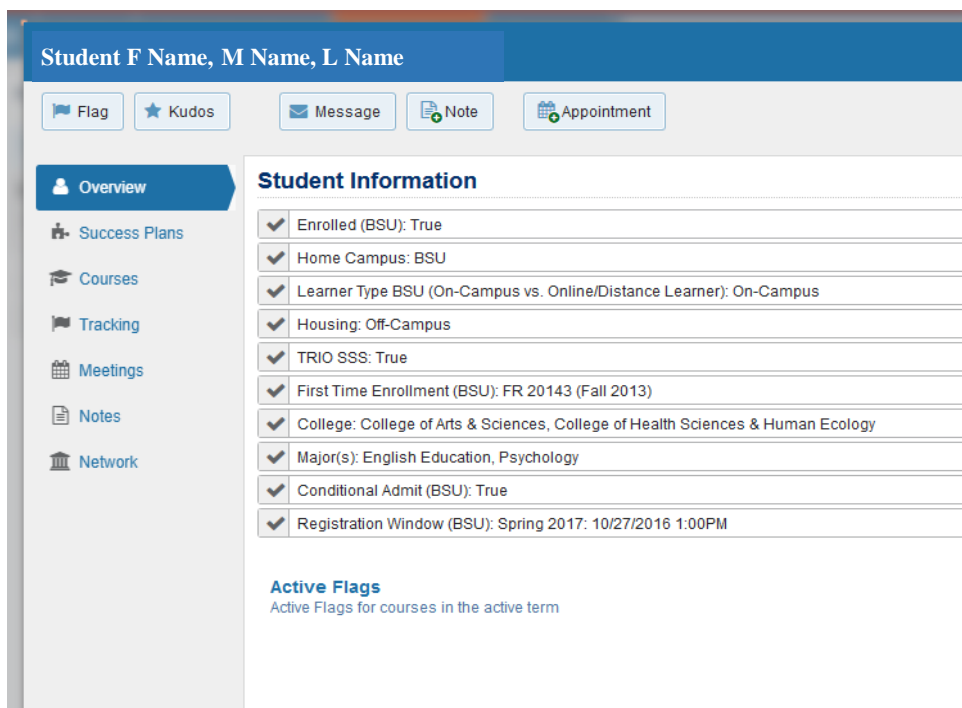 Student F Name, M Name, L Name
Flag
Kudos
Message
Note
Appointment
Overview
Success Plans
Courses
Tracking
Meetings
Notes
Network
Student Information
Enrolled (BSU): True
Home Campus: BSU
Learner Type BSU (On-Campus vs. Online/Distance Learner): On-Campus
Housing: Off-Campus
TRIO SSS: True
First Time Enrollment (BSU): FR 20143 (Fall 2013)
College: College of Arts & Sciences, College of Health Sciences & Human Ecology
Major(s): English Education, Psychology
Conditional Admit (BSU): True
Registration Window (BSU): Spring 2017: 10/27/2016 1:00PM
Active Flags
Active Flags for courses in the active term